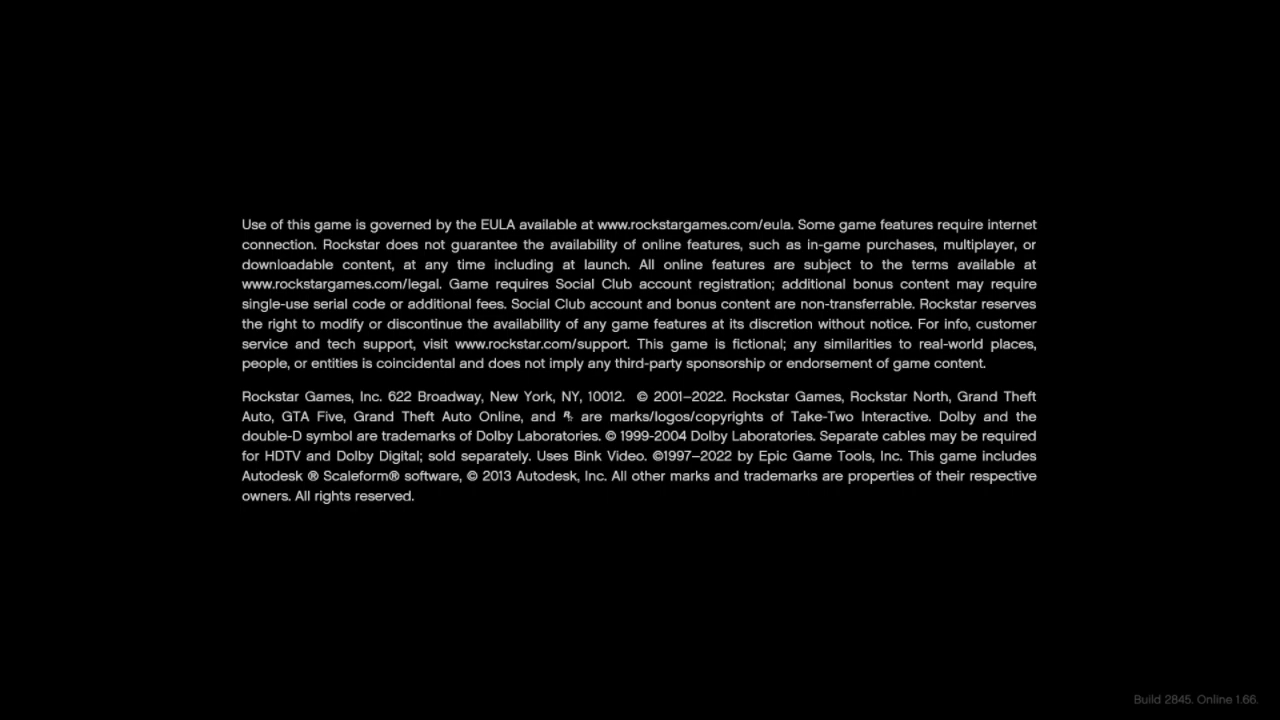 Use of this game is governed by the EULA available at www.rockstargames.com/eula. Some game features require internet
connection. Rockstar does not guarantee the availability of online features, such as in-game purchases, multiplayer, or
downloadable content, at any time including at launch. All online features are subject to the terms available at
www.rockstargames.com/legal. Game requires Social Club account registration; additional bonus content may require
single-use serial code or additional fees. Social Club account and bonus content are non-transferrable. Rockstar reserves
the right to modify or discontinue the availability of any game features at its discretion without notice. For info, customer
service and tech support, visit www.rockstar.com/support. This game is fictional; any similarities to real-world places,
people, or entities is coincidental and does not imply any third-party sponsorship or endorsement of game content.
Rockstar Games, Inc. 622 Broadway, New York, NY, 10012. © 2001–2022. Rockstar Games, Rockstar North, Grand Theft
Auto, GTA Five, Grand Theft Auto Online, and R* are marks/logos/copyrights of Take-Two Interactive. Dolby and the
double-D symbol are trademarks of Dolby Laboratories. © 1999-2004 Dolby Laboratories. Separate cables may be required
for HDTV and Dolby Digital; sold separately. Uses Bink Video. ©1997–2022 by Epic Game Tools, Inc. This game includes
Autodesk ® Scaleform® software, © 2013 Autodesk, Inc. All other marks and trademarks are properties of their respective
owners. All rights reserved.
Build 2845. Online 1.66.